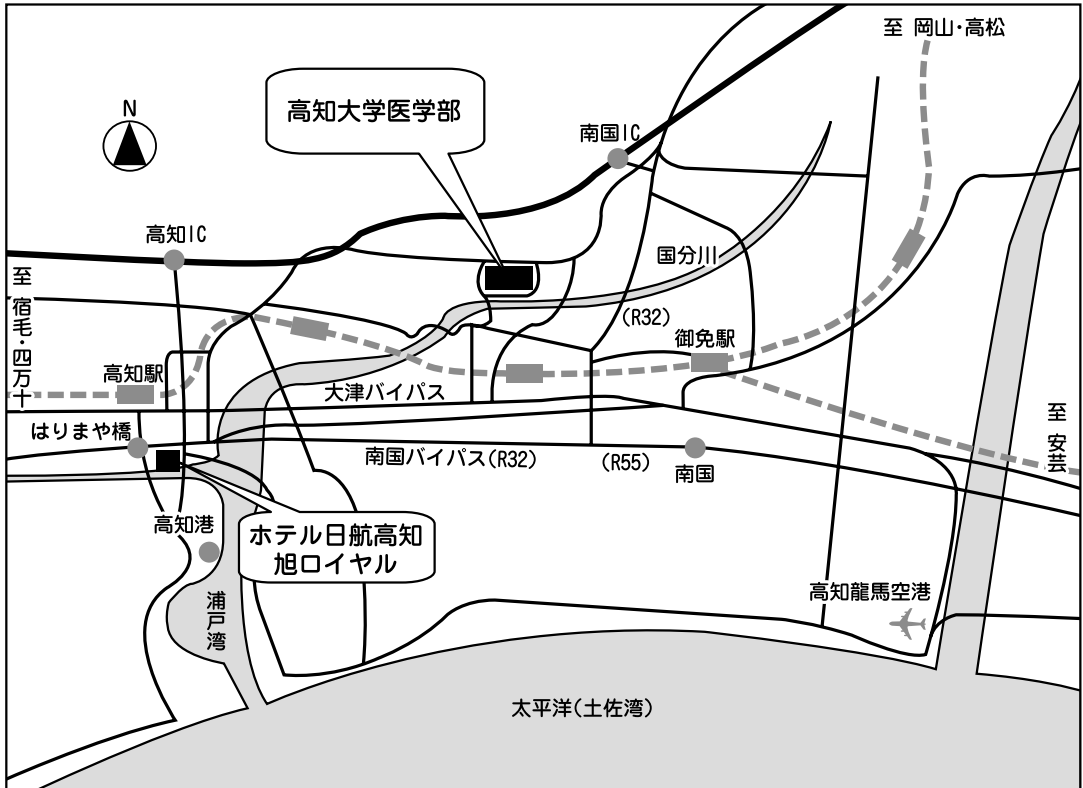 至 岡山・高松
高知大学医学部
N
南国IC
高知IC
国分川
至 宿毛・四万十
(R32)
御免駅
高知駅
大津バイパス
至 安芸
はりまや橋
南国バイパス(R32)
(R55)
南国
高知港
ホテル日航高知
旭ロイヤル
高知龍馬空港
浦戸湾
太平洋(土佐湾)